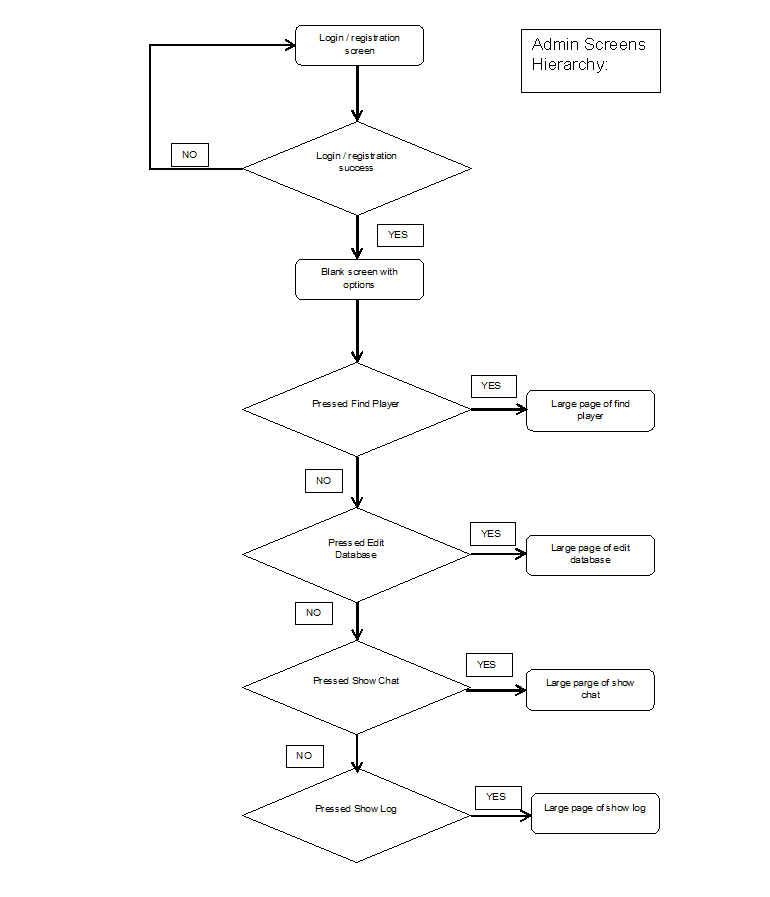 Login / registration
screen
Admin Screens
Hierarchy:
NO
Login / registration
success
YES
Blank screen with
options
YES
Pressed Find Player
Large page of find
player
NO
YES
Pressed Edit
Database
Large page of edit
database
NO
YES
Pressed Show Chat
Large parge of show
chat
NO
YES
Pressed Show Log
Large page of show log